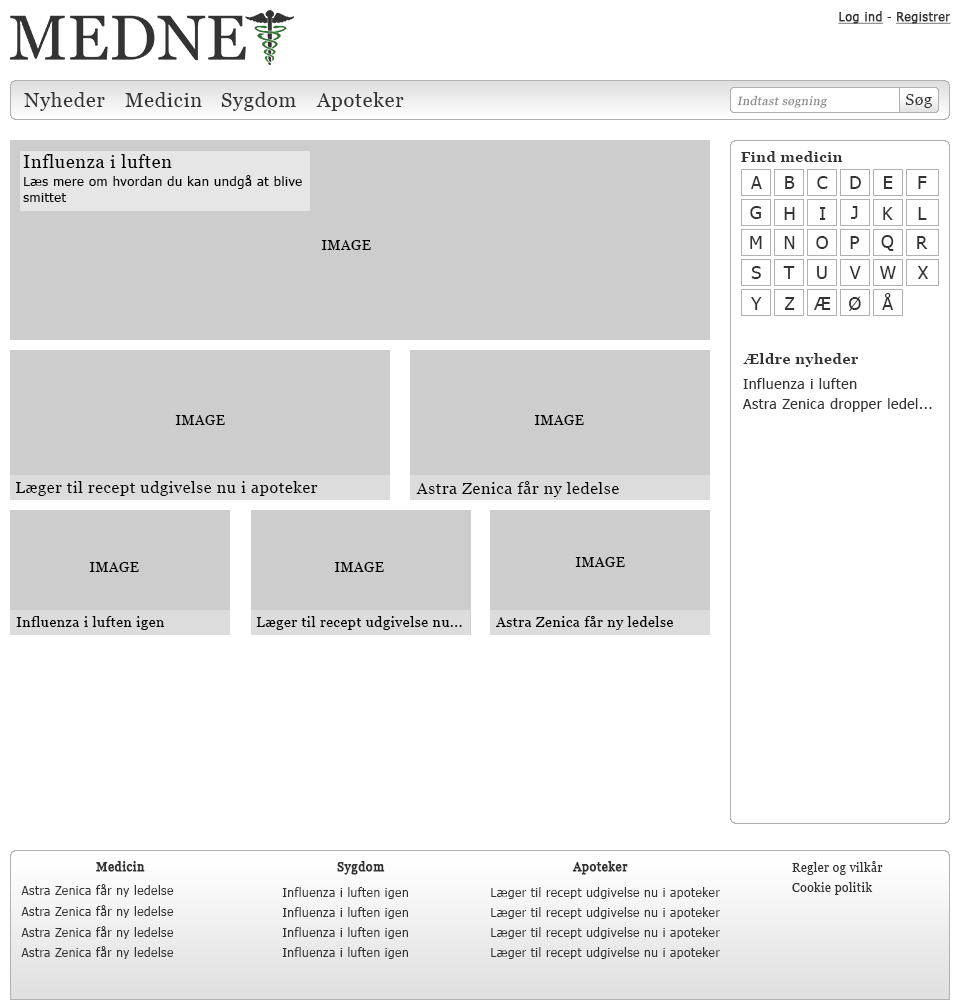 MEDNE
Log ind - Registrer
Nyheder Medicin Sygdom Apoteker
Indtast søgning Søg
Influenza i luften
Læs mere om hvordan du kan undgå at blive
smittet
IMAGE
Find medicin
A B C D E F
G H I J K L
M N O P Q R
S T U V W X
Y Z Æ Ø Å
Ældre nyheder
Influenza i luften
Astra Zenica dropper ledel...
IMAGE
Læger til recept udgivelse nu i apoteker
IMAGE
Astra Zenica får ny ledelse
IMAGE
Influenza i luften igen
IMAGE
Læger til recept udgivelse nu...
IMAGE
Astra Zenica får ny ledelse
Medicin
Astra Zenica får ny ledelse
Astra Zenica får ny ledelse
Astra Zenica får ny ledelse
Astra Zenica får ny ledelse
Sygdom
Influenza i luften igen
Influenza i luften igen
Influenza i luften igen
Influenza i luften igen
Apoteker
Læger til recept udgivelse nu i apoteker
Læger til recept udgivelse nu i apoteker
Læger til recept udgivelse nu i apoteker
Læger til recept udgivelse nu i apoteker
Regler og vilkår
Cookie politik